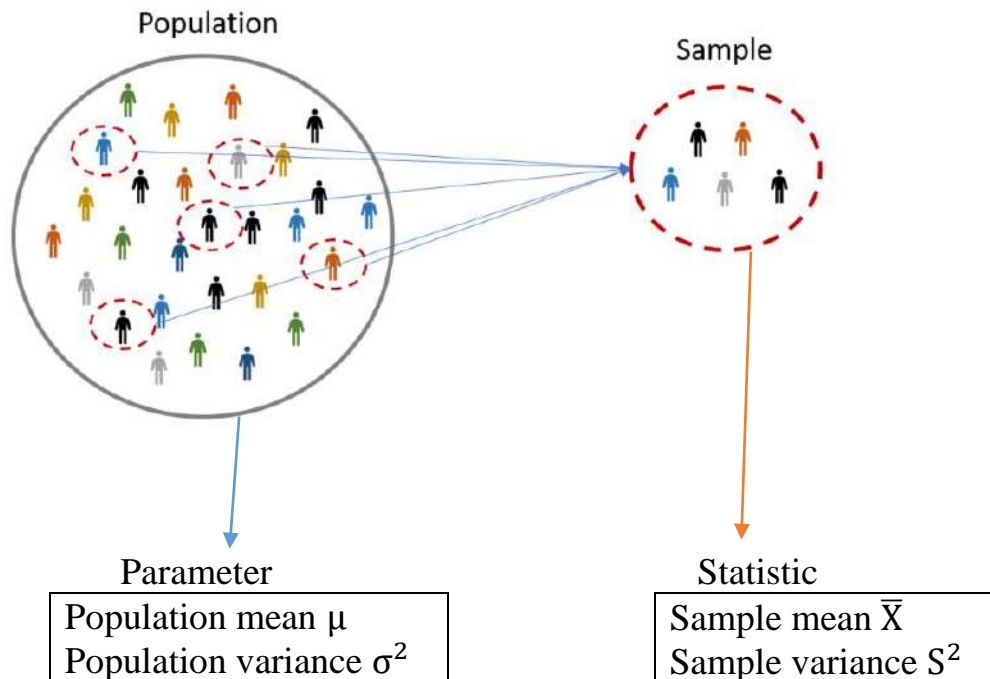 Population
Sample
Parameter
Population mean μ
Population variance σ²
Statistic
Sample mean X̅
Sample variance S²